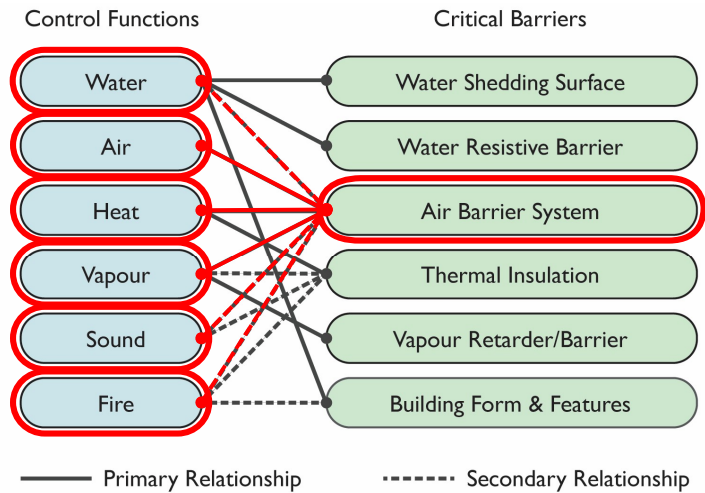 Control Functions
Critical Barriers
Water
Water Shedding Surface
Air
Water Resistive Barrier
Heat
Air Barrier System
Vapour
Thermal Insulation
Sound
Vapour Retarder/Barrier
Fire
Building Form & Features
Primary Relationship
Secondary Relationship